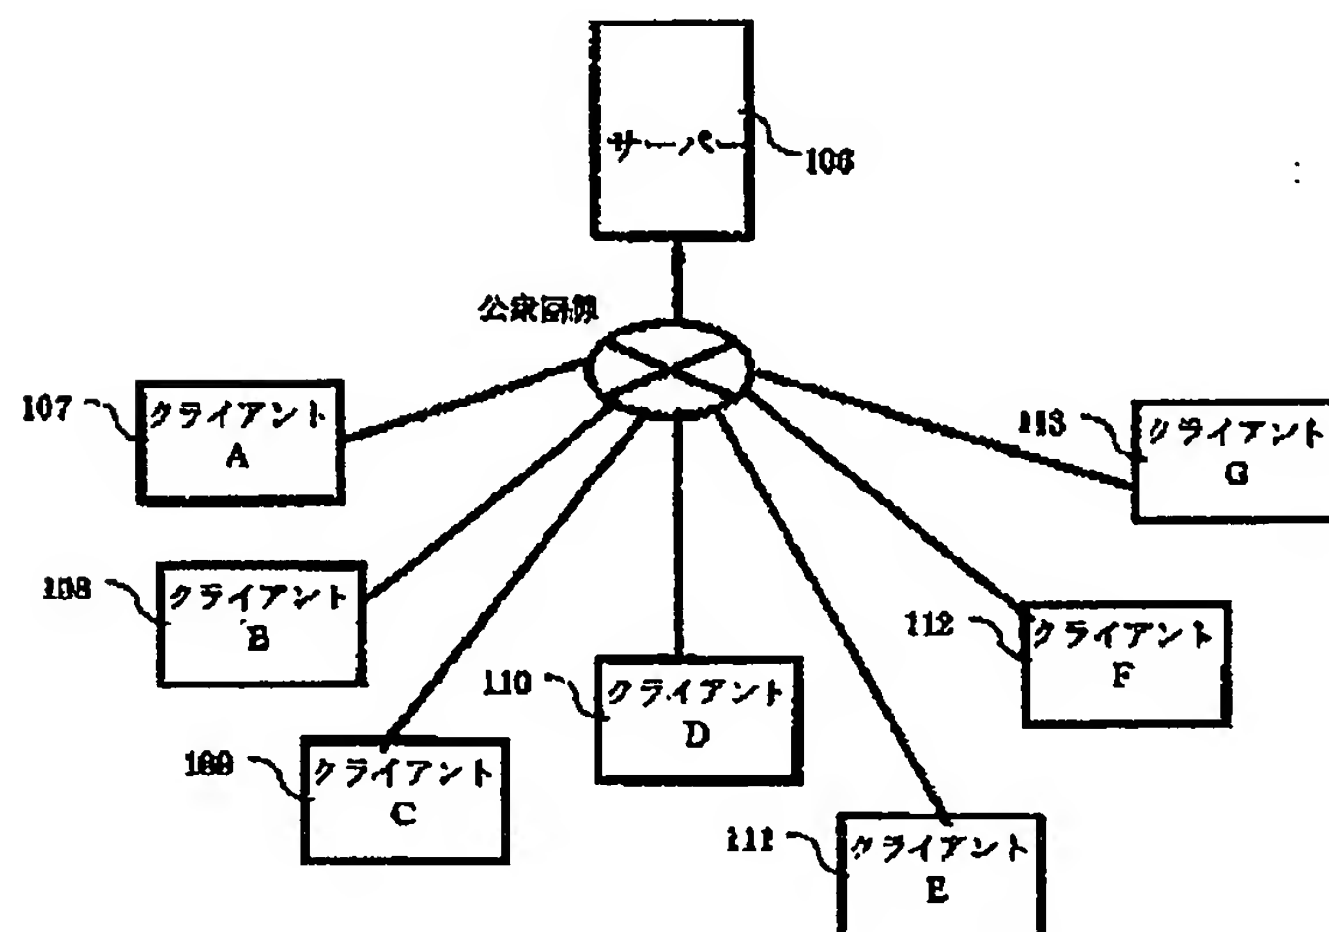 サーバー
106
公衆回線
107
クライアント
A
113
クライアント
G
108
クライアント
B
112
クライアント
F
110
クライアント
D
109
クライアント
C
111
クライアント
E